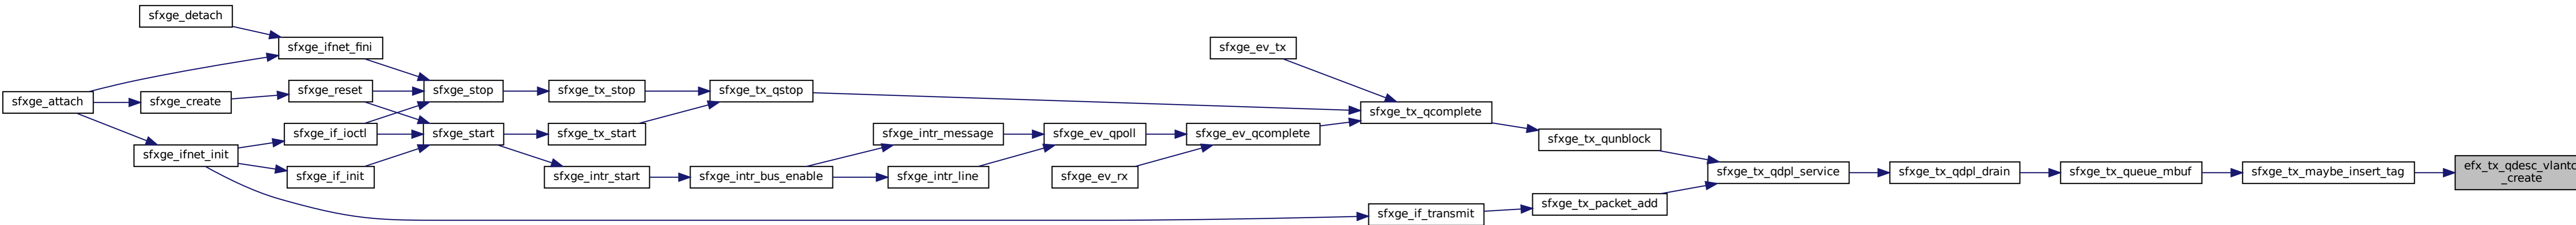 sfxge_detach
sfxge_ifnet_fini
sfxge_ev_tx
sfxge_attach
sfxge_create
sfxge_reset
sfxge_stop
sfxge_tx_stop
sfxge_tx_qstop
sfxge_tx_qcomplete
sfxge_if_ioctl
sfxge_start
sfxge_tx_start
sfxge_intr_message
sfxge_ev_qpoll
sfxge_ev_qcomplete
sfxge_tx_qunblock
sfxge_ifnet_init
sfxge_if_init
sfxge_intr_start
sfxge_intr_bus_enable
sfxge_intr_line
sfxge_ev_rx
sfxge_tx_qdpl_service
sfxge_tx_qdpl_drain
sfxge_tx_queue_mbuf
sfxge_tx_maybe_insert_tag
efx_tx_qdesc_vlantc
_create
sfxge_if_transmit
sfxge_tx_packet_add